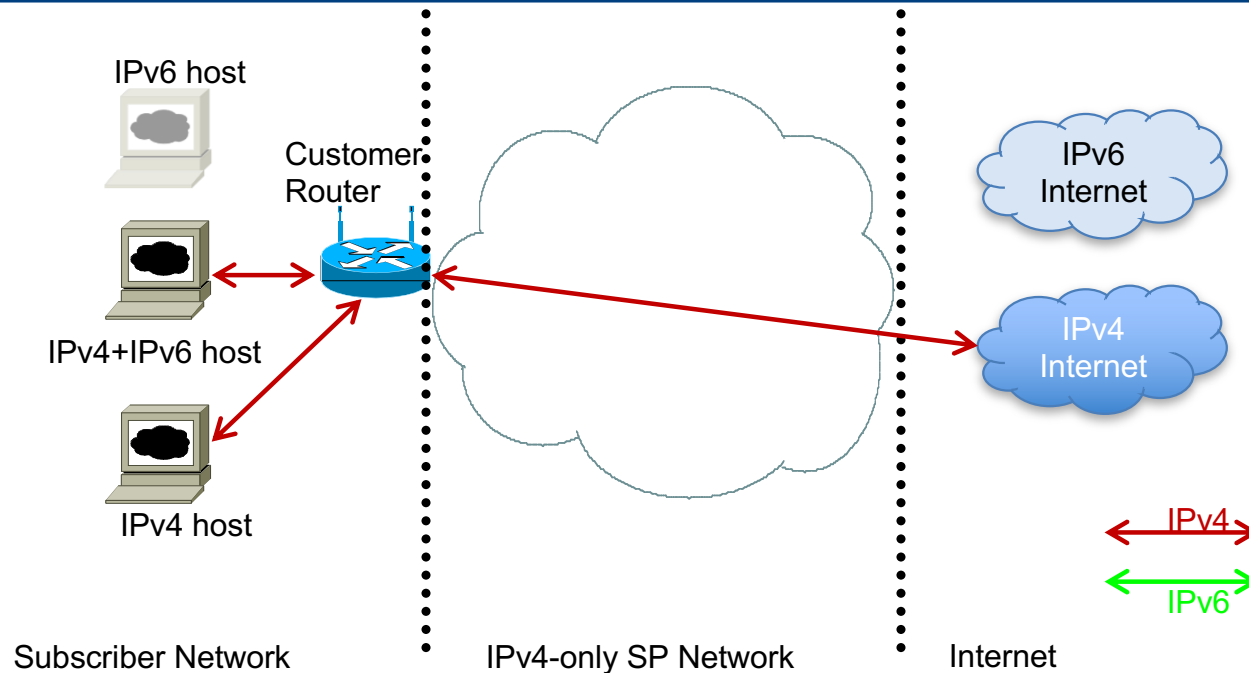 IPv6 host
Customer
Router
IPv4+IPv6 host
IPv4 host
IPv6
Internet
IPv4
Internet
IPv4
IPv6
Subscriber Network
IPv4-only SP Network
Internet